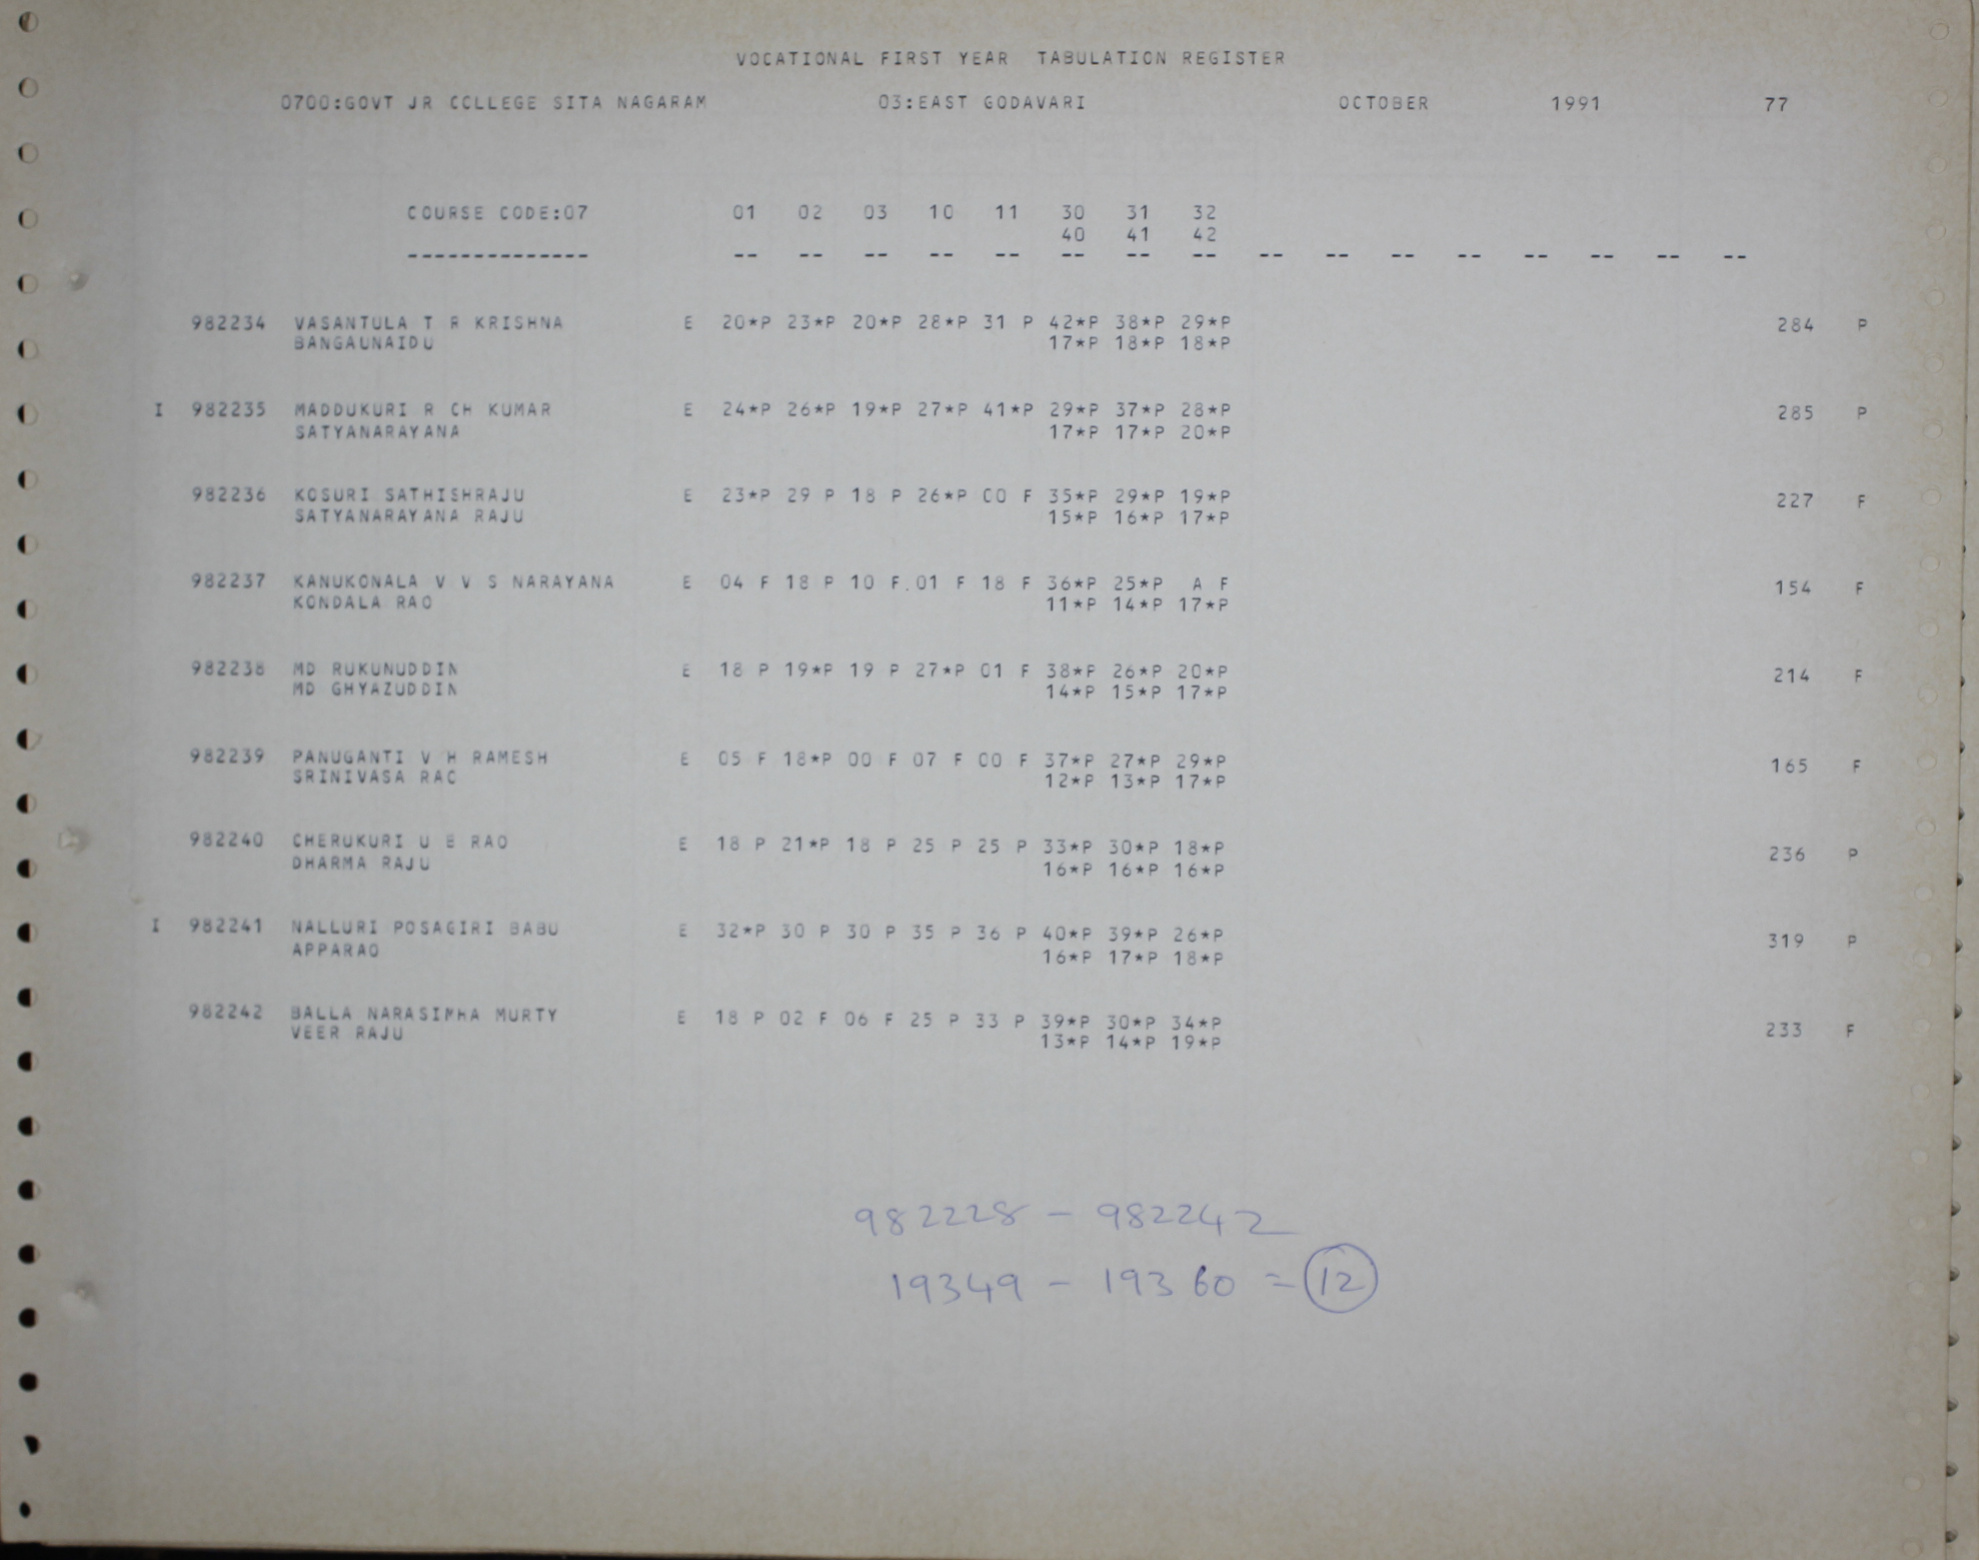 VOCATIONAL FIRST YEAR TABULATION REGISTER
0700:GOVT JR COLLEGE SITA NAGARAM 03:EAST GODAVARI OCTOBER 1991 77
COURSE CODE:07 01 02 03 10 11 30 31 32
40 41 42
-------------- -- -- -- -- -- -- -- -- -- -- -- -- -- -- -- --
982234 VASANTULA T R KRISHNA E 20*P 23*P 20*P 28*P 31 P 42*P 38*P 29*P 284 P
BANGAUNAIDU 17*P 18*P 18*P
I 982235 MADDUKURI R CH KUMAR E 24*P 26*P 19*P 27*P 41*P 29*P 37*P 28*P 285 P
SATYANARAYANA 17*P 17*P 20*P
982236 KOSURI SATHISHRAJU E 23*P 29 P 18 P 26*P 00 F 35*P 29*P 19*P 227 F
SATYANARAYANA RAJU 15*P 16*P 17*P
982237 KANUKONALA V V S NARAYANA E 04 F 18 P 10 F 01 F 18 F 36*P 25*P A F 154 F
KONDALA RAO 11*P 14*P 17*P
982238 MD RUKUNUDDIN E 18 P 19*P 19 P 27*P 01 F 38*P 26*P 20*P 214 F
MD GHYAZUDDIN 14*P 15*P 17*P
982239 PANUGANTI V H RAMESH E 05 F 18*P 00 F 07 F 00 F 37*P 27*P 29*P 165 F
SRINIVASA RAO 12*P 13*P 17*P
982240 CHERUKURI U B RAO E 18 P 21*P 18 P 25 P 25 P 33*P 30*P 18*P 236 P
DHARMA RAJU 16*P 16*P 16*P
I 982241 NALLURI POSAGIRI BABU E 32*P 30 P 30 P 35 P 36 P 40*P 39*P 26*P 319 P
APPARAO 16*P 17*P 18*P
982242 BALLA NARASIMHA MURTY E 18 P 02 F 06 F 25 P 33 P 39*P 30*P 34*P 233 F
VEER RAJU 13*P 14*P 19*P
982228 - 982242
19349 - 19360 = 12